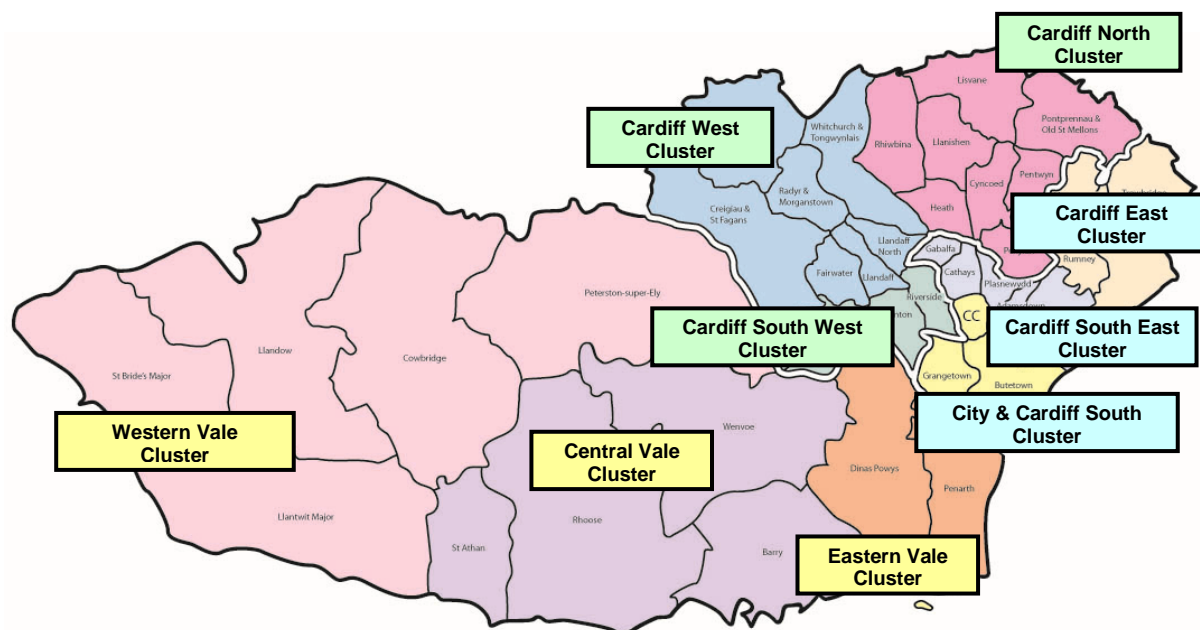 Cardiff North
Cluster
Lisvane
Cardiff West
Cluster
Whitchurch &
Tongwynlais
Pontprennau &
Old St Mellons
Rhiwbina
Llanishen
Pentwyn
Cyncoed
Radyr &
Morganstown
Heath
Creigiau &
St Fagans
Cardiff East
Cluster
Llandaff
North
Gabalfa
Rumney
Fairwater
Llandaff
Cathays
Plasnewydd
Peterston-super-Ely
Riverside
CC
Cardiff South West
Cluster
Cardiff South East
Cluster
Llandow
Cowbridge
St Bride's Major
Grangetown
Butetown
City & Cardiff South
Cluster
Western Vale
Cluster
Central Vale
Cluster
Wenvoe
Dinas Powys
Penarth
Llantwit Major
Rhoose
St Athan
Barry
Eastern Vale
Cluster